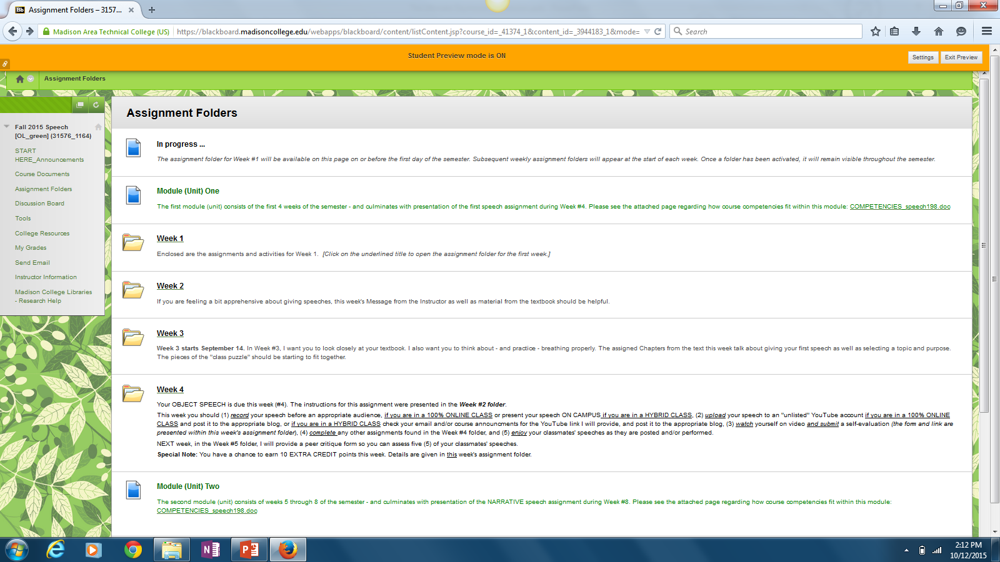 Bb Assignment Folders – 3157...
Madison Area Technical College (US) https://blackboard.madisoncollege.edu/webapps/blackboard/content/listContent.jsp?course_id=_41374_1&content_id=_3944183_1&mode= Search
Student Preview mode is ON
Settings Exit Preview
Assignment Folders
Fall 2015 Speech
[OL_green] (31576_1164)
START
HERE_Announcements
Course Documents
Assignment Folders
Discussion Board
Tools
College Resources
My Grades
Send Email
Instructor Information
Madison College Libraries
- Research Help
Assignment Folders
In progress ...
The assignment folder for Week #1 will be available on this page on or before the first day of the semester. Subsequent weekly assignment folders will appear at the start of each week. Once a folder has been activated, it will remain visible throughout the semester.
Module (Unit) One
The first module (unit) consists of the first 4 weeks of the semester - and culminates with presentation of the first speech assignment during Week #4. Please see the attached page regarding how course competencies fit within this module: COMPETENCIES_speech198.doc
Week 1
Enclosed are the assignments and activities for Week 1. [Click on the underlined title to open the assignment folder for the first week.]
Week 2
If you are feeling a bit apprehensive about giving speeches, this week's Message from the Instructor as well as material from the textbook should be helpful.
Week 3
Week 3 starts September 14. In Week #3, I want you to look closely at your textbook. I also want you to think about - and practice - breathing properly. The assigned Chapters from the text this week talk about giving your first speech as well as selecting a topic and purpose.
The pieces of the "class puzzle" should be starting to fit together.
Week 4
Your OBJECT SPEECH is due this week (#4). The instructions for this assignment were presented in the Week #2 folder.
This week you should (1) record your speech before an appropriate audience, if you are in a 100% ONLINE CLASS or present your speech ON CAMPUS if you are in a HYBRID CLASS, (2) upload your speech to an "unlisted" YouTube account if you are in a 100% ONLINE
CLASS and post it to the appropriate blog, or if you are in a HYBRID CLASS check your email and/or course announcments for the YouTube link I will provide, and post it to the appropriate blog, (3) watch yourself on video and submit a self-evaluation (the form and link are
presented within this week's assignment folder), (4) complete any other assignments found in the Week #4 folder, and (5) enjoy your classmates' speeches as they are posted and/or performed.
NEXT week, in the Week #5 folder, I will provide a peer critique form so you can assess five (5) of your classmates' speeches.
Special Note: You have a chance to earn 10 EXTRA CREDIT points this week. Details are given in this week's assignment folder.
Module (Unit) Two
The second module (unit) consists of weeks 5 through 8 of the semester - and culminates with presentation of the NARRATIVE speech assignment during Week #8. Please see the attached page regarding how course competencies fit within this module:
COMPETENCIES_speech198.doc
2:12 PM
10/12/2015